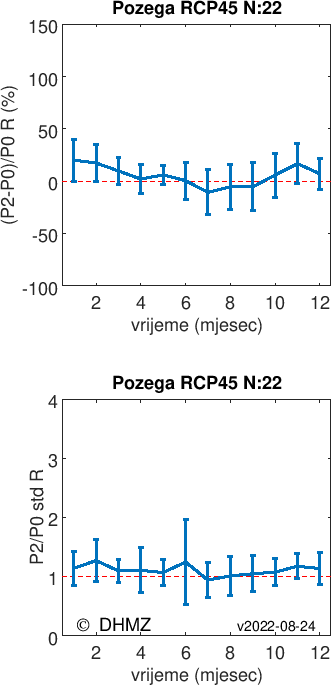 Pozega RCP45 N:22
150
100
50
0
-50
-100
(P2-P0)/P0 R (%)
2 4 6 8 10 12
vrijeme (mjesec)
Pozega RCP45 N:22
4
3
2
1
0
P2/P0 std R
© DHMZ v2022-08-24
2 4 6 8 10 12
vrijeme (mjesec)